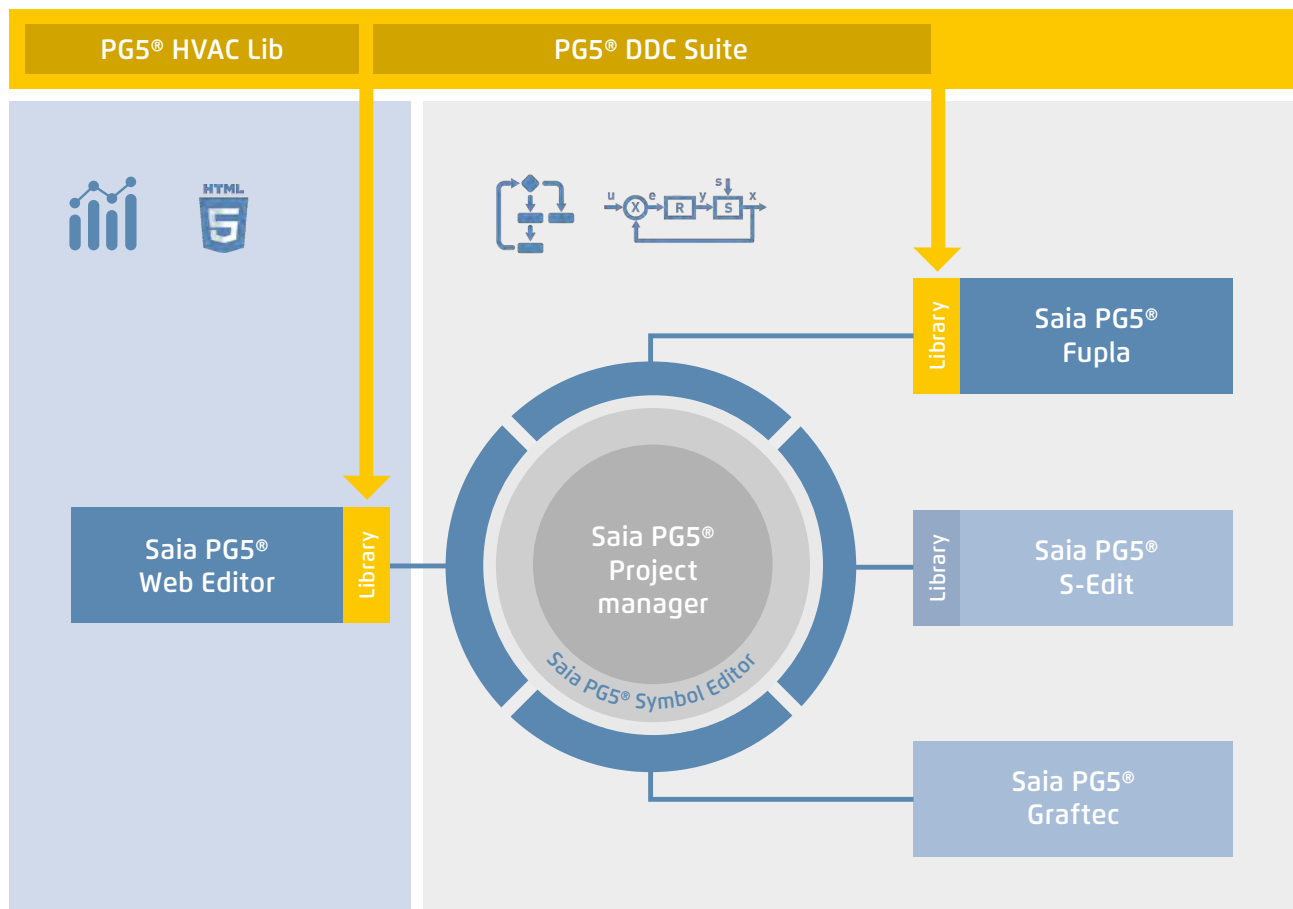 PG5® HVAC Lib
PG5® DDC Suite
HTML
5
u
e
y
s
x
X
R
S
Library
Saia PG5®
Fupla
Saia PG5®
Web Editor
Library
Saia PG5®
Project
manager
Saia PG5® Symbol Editor
Library
Saia PG5®
S-Edit
Saia PG5®
Graftec